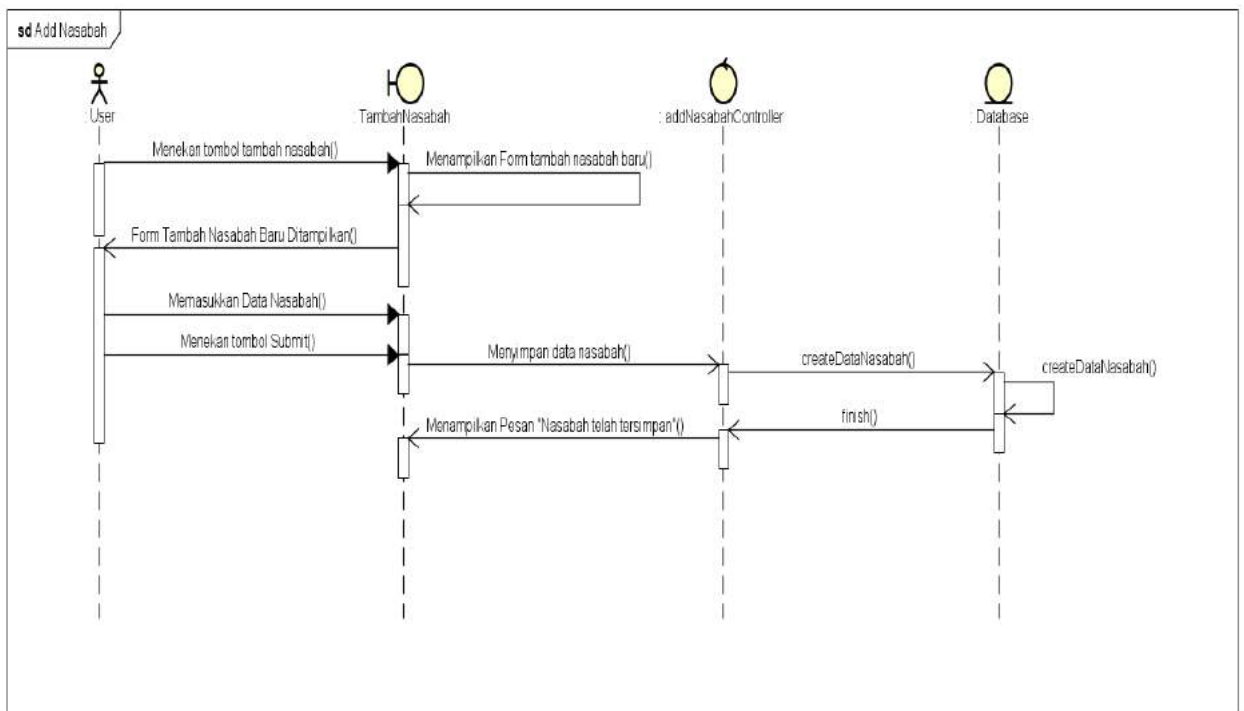 sd Add Nasabah
: User
: TambahNasabah
: addNasabahController
: Database
Menekan tombol tambah nasabah()
Menampilkan Form tambah nasabah baru()
Form Tambah Nasabah Baru Ditampilkan()
Memasukkan Data Nasabah()
Menekan tombol Submit()
Menyimpan data nasabah()
createDataNasabah()
createDataNasabah()
finish()
Menampilkan Pesan "Nasabah telah tersimpan"()